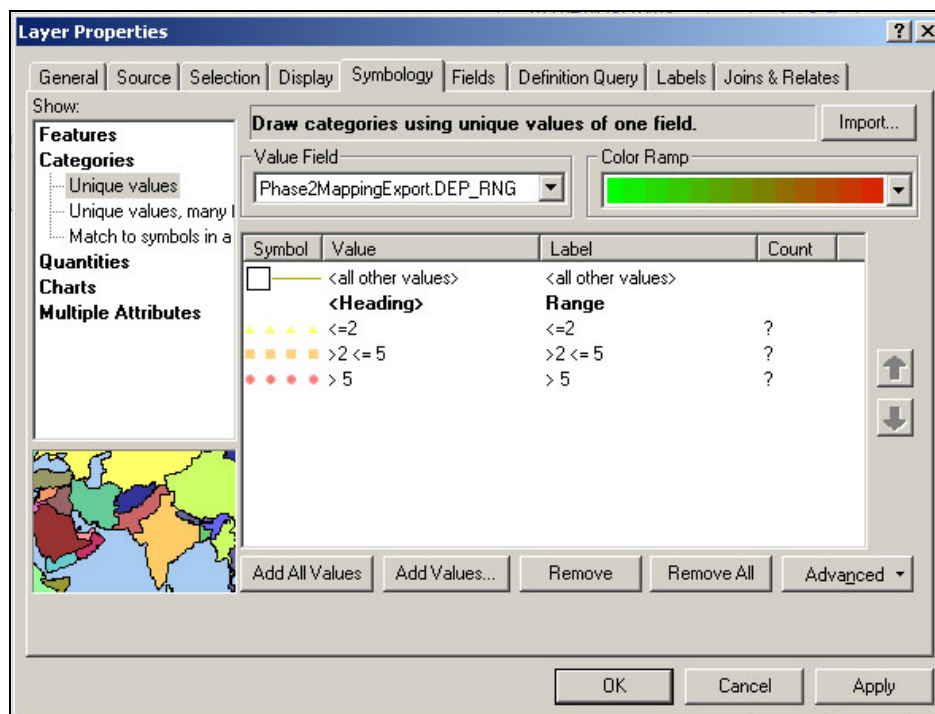 Layer Properties
General Source Selection Display Symbology Fields Definition Query Labels Joins & Relates
Show:
Features
Categories
Unique values
Unique values, many
Match to symbols in a
Quantities
Charts
Multiple Attributes
Draw categories using unique values of one field.
Import...
Value Field
Phase2MappingExport.DEP_RNG
Color Ramp
Symbol Value Label Count
<all other values> <all other values>
<Heading> Range
<=2 <=2 ?
>2 <= 5 >2 <= 5 ?
> 5 > 5 ?
Add All Values Add Values... Remove Remove All Advanced
OK Cancel Apply